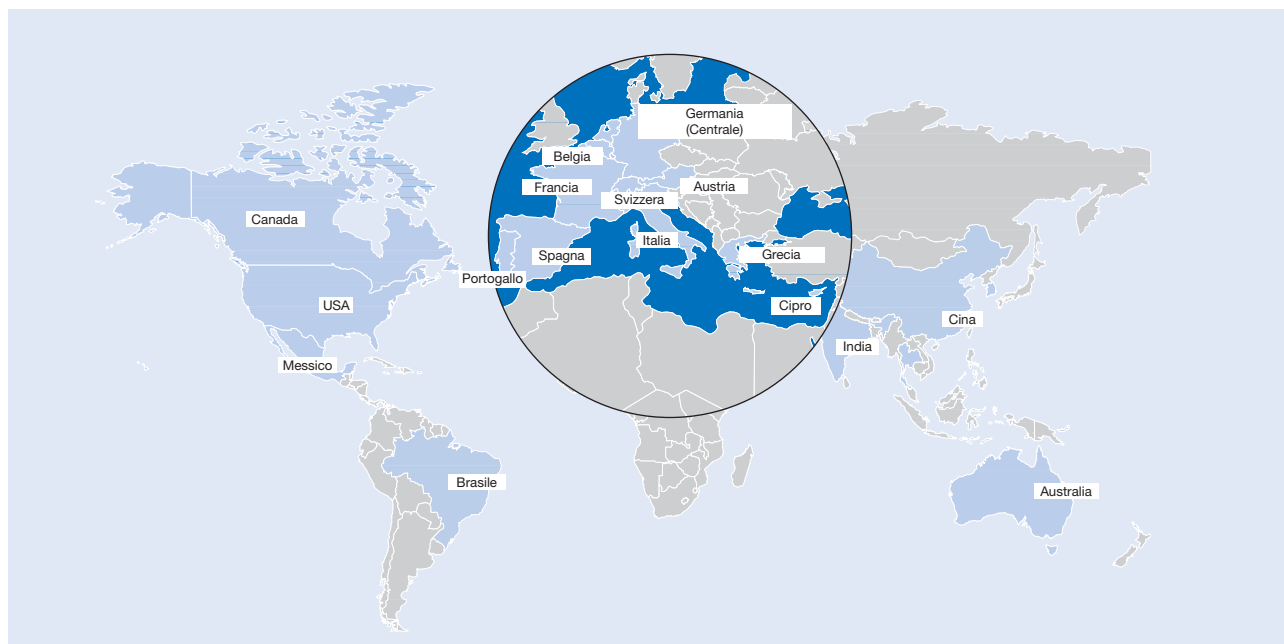 Germania
(Centrale)
Belgia
Francia
Austria
Svizzera
Canada
Italia
Spagna
Grecia
Portogallo
USA
Cipro
Cina
India
Messico
Brasile
Australia